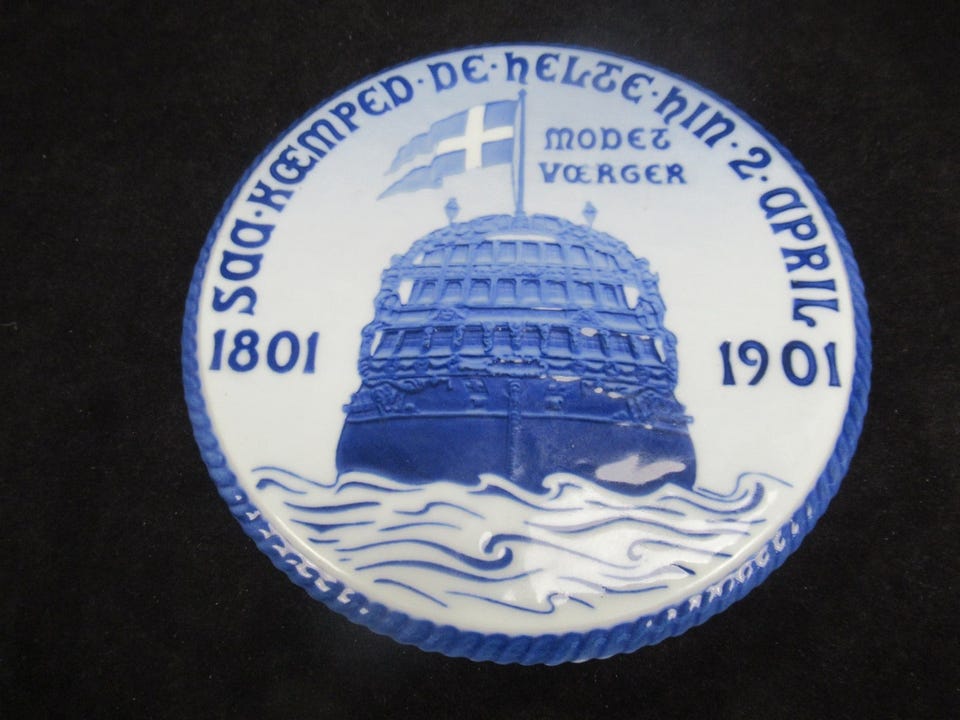 SAA·KÆMPED·DE·HELTE·HIN·2·APRIL
MODET
VÆRGER
1801
1901